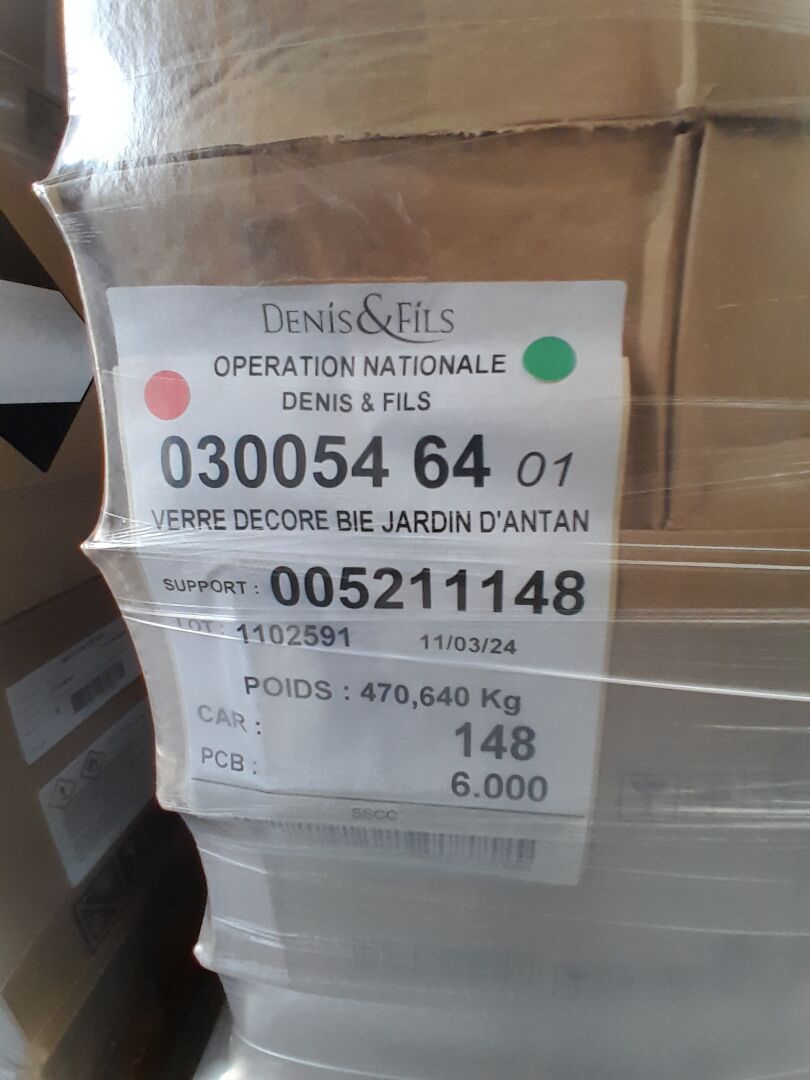 DENIS&FILS
OPERATION NATIONALE
DENIS & FILS
030054 64 01
VERRE DECORE BIE JARDIN D'ANTAN
SUPPORT : 005211148
LOT : 1102591 11/03/24
POIDS : 470,640 Kg
CAR : 148
PCB : 6.000
SSCC